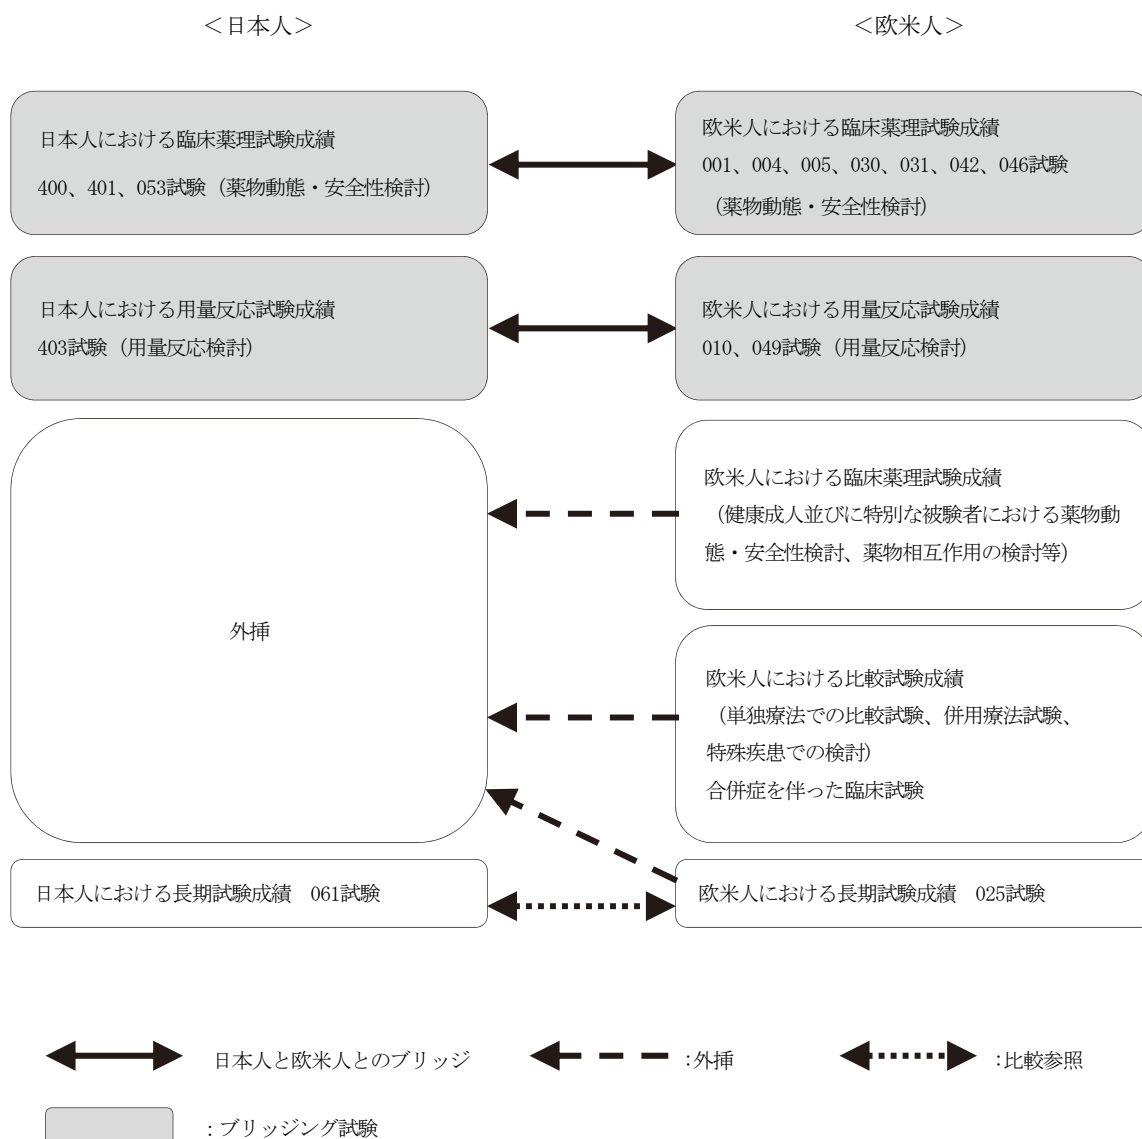 ＜日本人＞
＜欧米人＞
日本人における臨床薬理試験成績
400、401、053試験（薬物動態・安全性検討）
欧米人における臨床薬理試験成績
001、004、005、030、031、042、046試験
（薬物動態・安全性検討）
日本人における用量反応試験成績
403試験（用量反応検討）
欧米人における用量反応試験成績
010、049試験（用量反応検討）
外挿
欧米人における臨床薬理試験成績
（健康成人並びに特別な被験者における薬物動
態・安全性検討、薬物相互作用の検討等）
欧米人における比較試験成績
（単独療法での比較試験、併用療法試験、
特殊疾患での検討）
合併症を伴った臨床試験
日本人における長期試験成績　061試験
欧米人における長期試験成績　025試験
日本人と欧米人とのブリッジ
:外挿
:比較参照
：ブリッジング試験